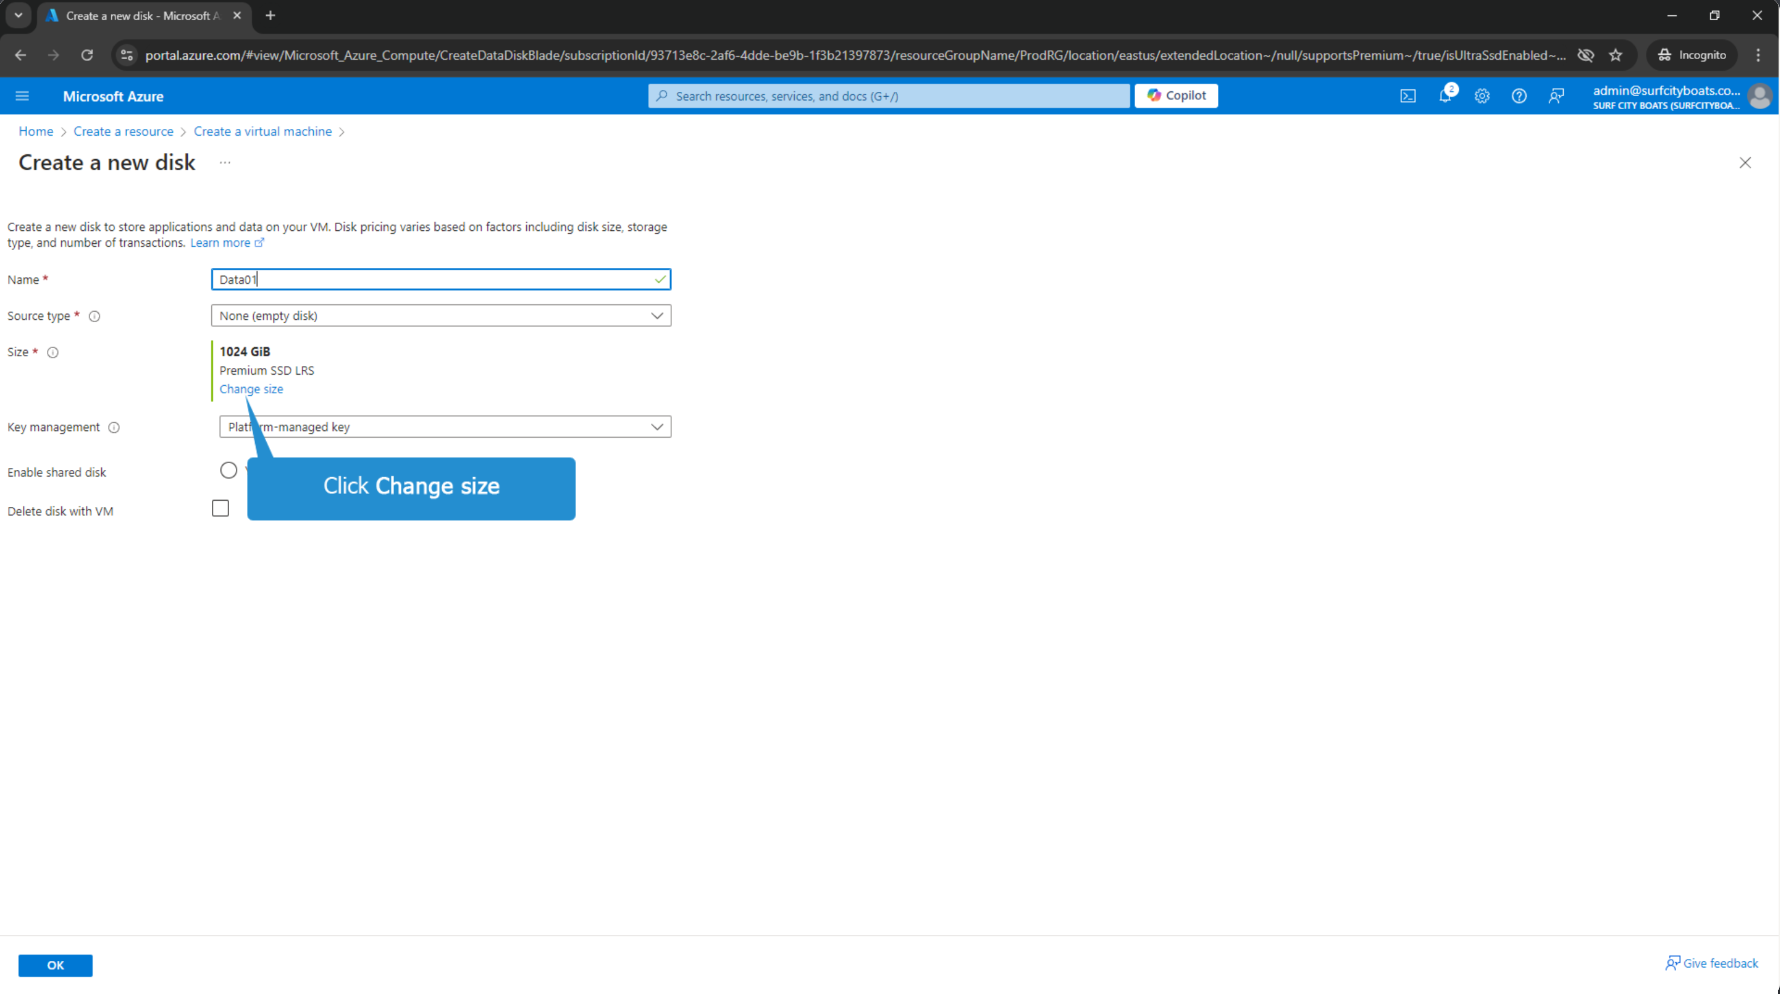 Create a new disk - Microsoft A
portal.azure.com/#view/Microsoft_Azure_Compute/CreateDataDiskBlade/subscriptionId/93713e8c-2af6-4dde-be9b-1f3b21397873/resourceGroupName/ProdRG/location/eastus/extendedLocation~/null/supportsPremium~/true/isUltraSsdEnabled~...
Incognito
Microsoft Azure
Search resources, services, and docs (G+/)
Copilot
2
admin@surfcityboats.co...
SURF CITY BOATS (SURFCITYBOA...
Home > Create a resource > Create a virtual machine >
Create a new disk ...
Create a new disk to store applications and data on your VM. Disk pricing varies based on factors including disk size, storage
type, and number of transactions. Learn more
Name *
Data01
Source type *
None (empty disk)
Size *
1024 GiB
Premium SSD LRS
Change size
Key management
Platform-managed key
Enable shared disk
Click Change size
Delete disk with VM
OK
Give feedback